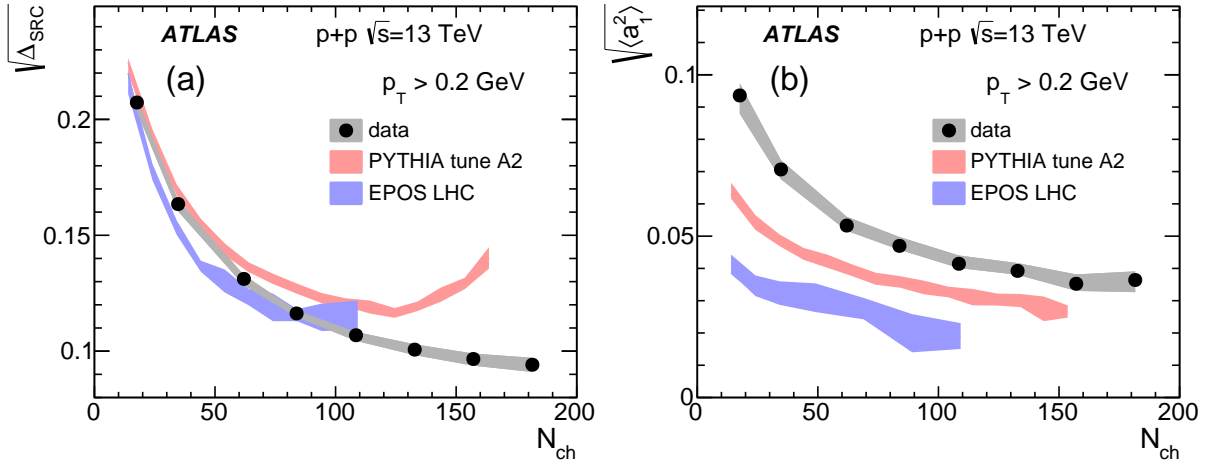 √Δ_SRC
ATLAS p+p √s=13 TeV
(a)
p_T > 0.2 GeV
data
PYTHIA tune A2
EPOS LHC
0.2
0.15
0.1
0 50 100 150 200
N_ch
√⟨a_1^2⟩
ATLAS p+p √s=13 TeV
(b)
p_T > 0.2 GeV
data
PYTHIA tune A2
EPOS LHC
0.1
0.05
0
0 50 100 150 200
N_ch